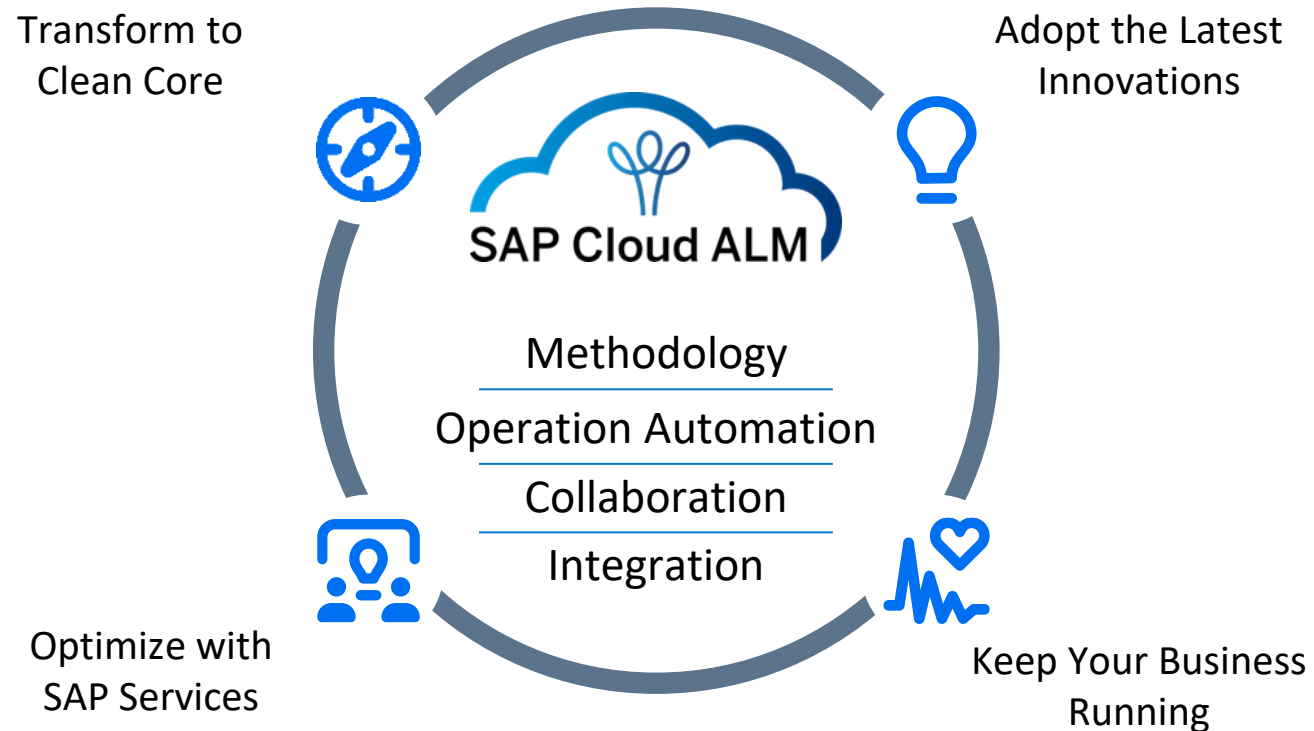 Transform to
Clean Core
Adopt the Latest
Innovations
SAP Cloud ALM
Methodology
Operation Automation
Collaboration
Integration
Optimize with
SAP Services
Keep Your Business
Running